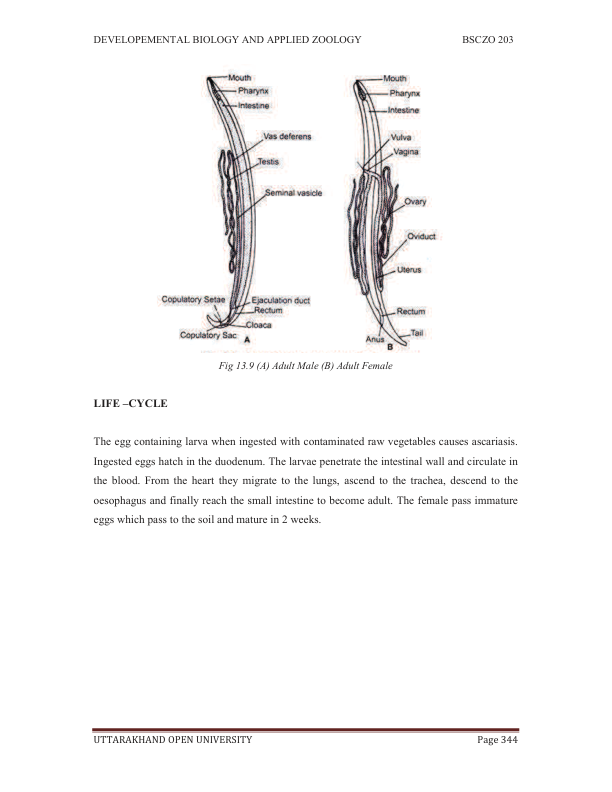 DEVELOPEMENTAL BIOLOGY AND APPLIED ZOOLOGY BSCZO 203
Mouth
Pharynx
Intestine
Vas deferens
Testis
Seminal vasicle
Copulatory Setae
Ejaculation duct
Rectum
Cloaca
Copulatory Sac
A
Mouth
Pharynx
Intestine
Vulva
Vagina
Ovary
Oviduct
Uterus
Rectum
Tail
Anus
B
Fig 13.9 (A) Adult Male (B) Adult Female
LIFE –CYCLE
The egg containing larva when ingested with contaminated raw vegetables causes ascariasis.
Ingested eggs hatch in the duodenum. The larvae penetrate the intestinal wall and circulate in
the blood. From the heart they migrate to the lungs, ascend to the trachea, descend to the
oesophagus and finally reach the small intestine to become adult. The female pass immature
eggs which pass to the soil and mature in 2 weeks.
UTTARAKHAND OPEN UNIVERSITY Page 344